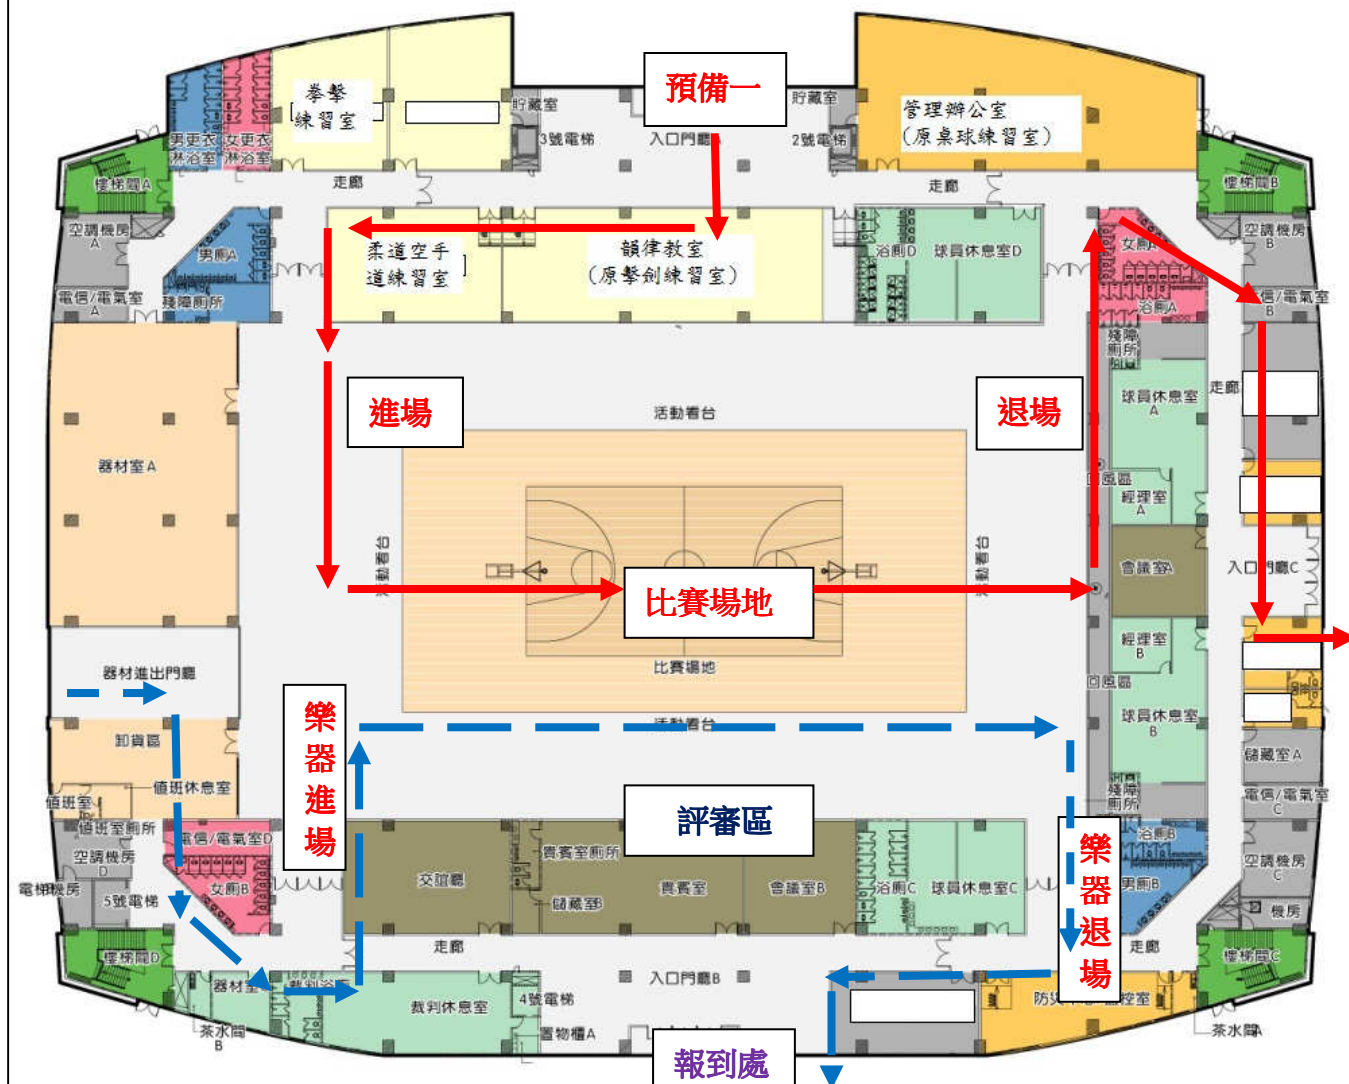 預備一
拳擊
練習室
貯藏室
貯藏室
管理辦公室
(原桌球練習室)
男更衣
淋浴室
女更衣
淋浴室
3號電梯
入口門廳
2號電梯
樓梯間A
走廊
走廊
樓梯間B
空調機房
A
男廁A
柔道空手
道練習室
韻律教室
(原擊劍練習室)
浴廁D
球員休息室D
女廁A
空調機房
B
電信/電氣室
A
殘障廁所
浴廁A
電信/電氣室
B
殘障
廁所
進場
活動看台
退場
球員休息室
A
走廊
器材室A
回風區
經理室
A
活動看台
活動看台
會議室A
入口門廳C
比賽場地
經理室
B
器材進出門廳
比賽場地
回風區
樂器進場
活動看台
球員休息室
B
卸貨區
儲藏室A
值班休息室
值班室
殘障
廁所
電信/電氣室
C
值班室廁所
電信/電氣室D
評審區
浴廁B
空調機房
D
貴賓室廁所
空調機房
C
電梯機房
女廁B
交誼廳
貴賓室
會議室B
浴廁C
球員休息室C
樂器退場
男廁B
5號電梯
儲藏室B
機房
樓梯間D
走廊
走廊
樓梯間C
入口門廳B
器材室
裁判浴廁
裁判休息室
4號電梯
茶水間
B
置物櫃A
茶水間A
報到處